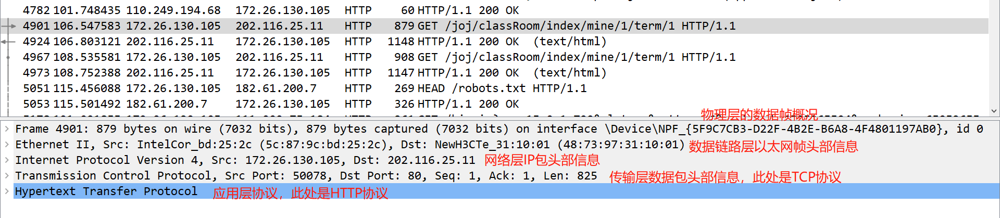 4782 101.748435 110.249.194.68 172.26.130.105 HTTP 60 HTTP/1.1 200 OK
4901 106.547583 172.26.130.105 202.116.25.11 HTTP 879 GET /joj/classRoom/index/mine/1/term/1 HTTP/1.1
4924 106.803121 202.116.25.11 172.26.130.105 HTTP 1148 HTTP/1.1 200 OK (text/html)
4967 108.535581 172.26.130.105 202.116.25.11 HTTP 908 GET /joj/classRoom/index/mine/1/term/1 HTTP/1.1
4973 108.752388 202.116.25.11 172.26.130.105 HTTP 1147 HTTP/1.1 200 OK (text/html)
5051 115.456088 172.26.130.105 182.61.200.7 HTTP 269 HEAD /robots.txt HTTP/1.1
5053 115.501492 182.61.200.7 172.26.130.105 HTTP 326 HTTP/1.1 200 OK
物理层的数据帧概况
Frame 4901: 879 bytes on wire (7032 bits), 879 bytes captured (7032 bits) on interface \Device\NPF_{5F9C7CB3-D22F-4B2E-B6A8-4F4801197AB0}, id 0
Ethernet II, Src: IntelCor_bd:25:2c (5c:87:9c:bd:25:2c), Dst: NewH3CTe_31:10:01 (48:73:97:31:10:01) 数据链路层以太网帧头部信息
Internet Protocol Version 4, Src: 172.26.130.105, Dst: 202.116.25.11 网络层IP包头部信息
Transmission Control Protocol, Src Port: 50078, Dst Port: 80, Seq: 1, Ack: 1, Len: 825 传输层数据包头部信息，此处是TCP协议
Hypertext Transfer Protocol 应用层协议，此处是HTTP协议